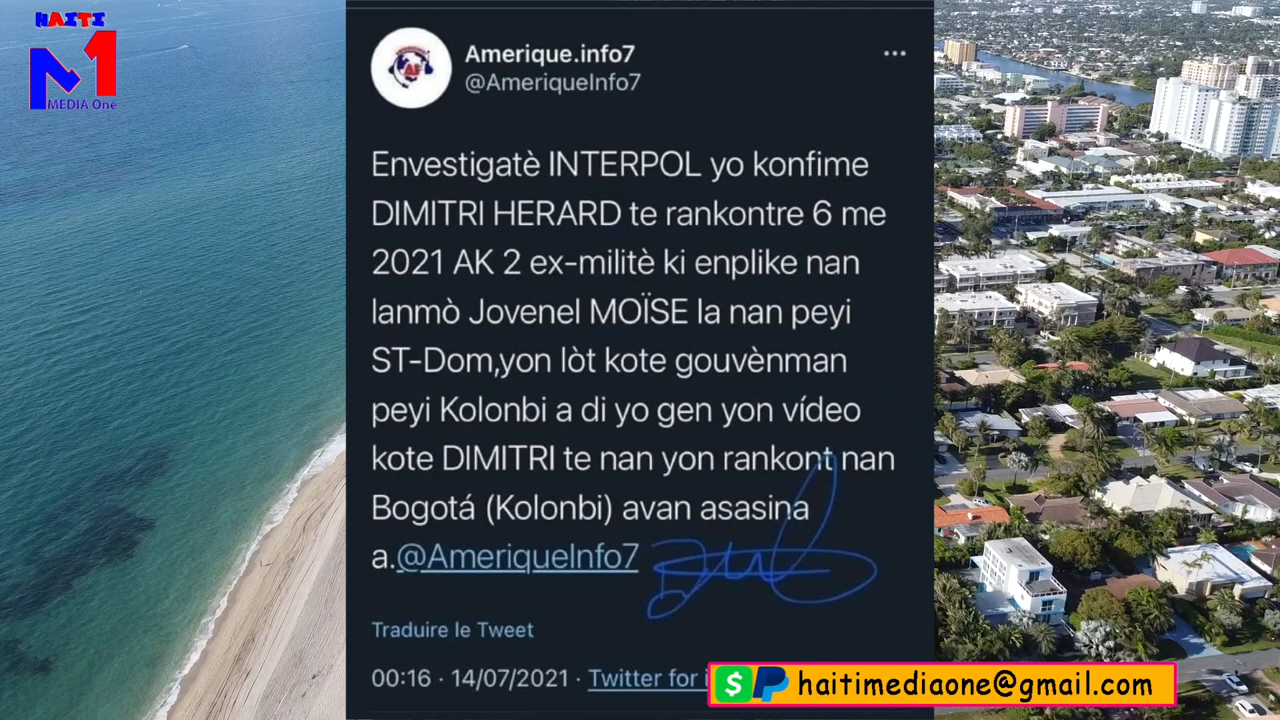 HAITI
M1
MEDIA One
Amerique.info7
@AmeriqueInfo7
Envestigatè INTERPOL yo konfime
DIMITRI HERARD te rankontre 6 me
2021 AK 2 ex-militè ki enplike nan
lanmò Jovenel MOÏSE la nan peyi
ST-Dom,yon lòt kote gouvènman
peyi Kolonbi a di yo gen yon vídeo
kote DIMITRI te nan yon rankont nan
Bogotá (Kolonbi) avan asasina
a.@AmeriqueInfo7
Traduire le Tweet
00:16 · 14/07/2021 · Twitter for i
$ haitimediaone@gmail.com